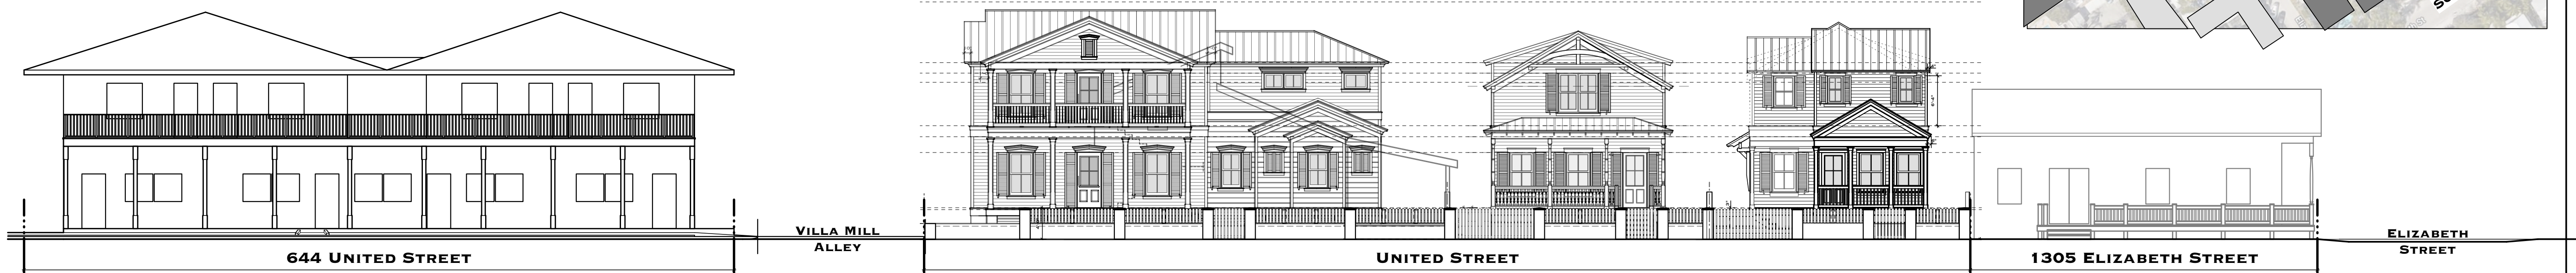 VILLA MILL
ALLEY
644 UNITED STREET
UNITED STREET
1305 ELIZABETH STREET
ELIZABETH
STREET